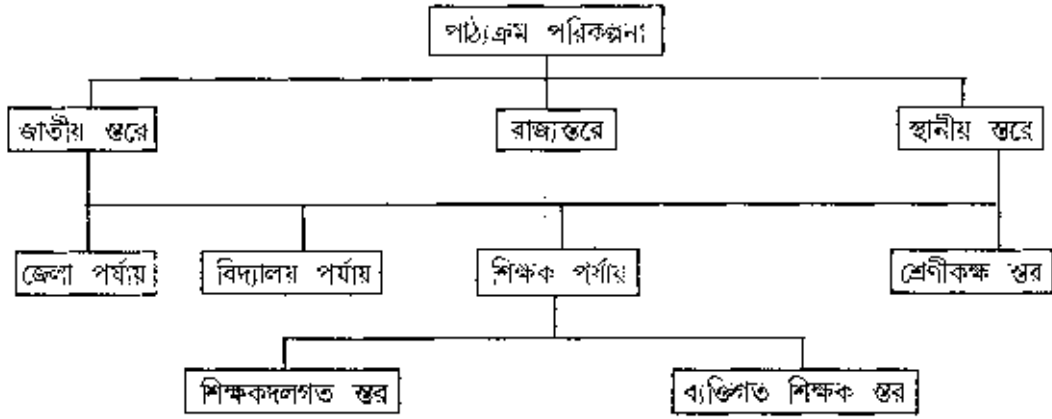 পাঠ্যক্রম পরিকল্পনা
জাতীয় স্তরে রাজ্যস্তরে স্থানীয় স্তরে
জেলা পর্যায় বিদ্যালয় পর্যায় শিক্ষক পর্যায় শ্রেণীকক্ষ স্তর
শিক্ষকদলগত স্তর ব্যক্তিগত শিক্ষক স্তর